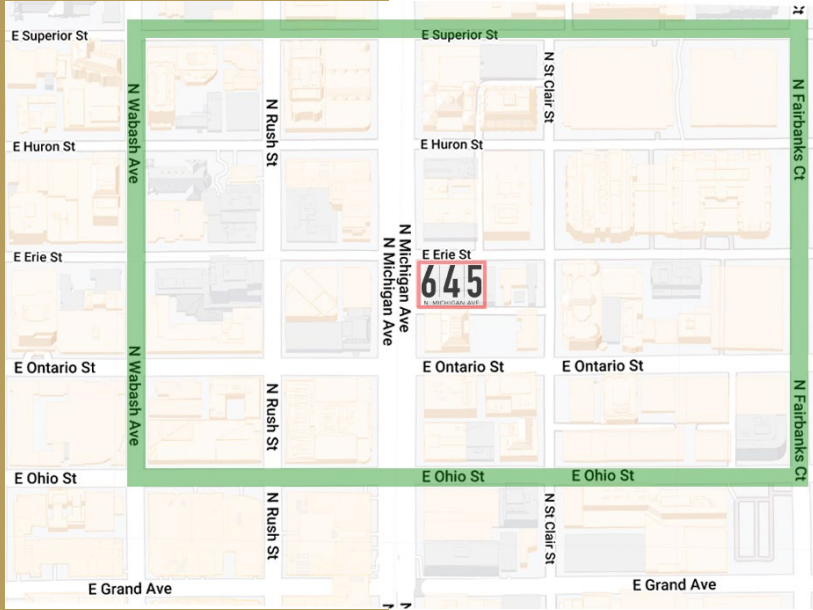 E Superior St
E Superior St
N Wabash Ave
N Rush St
N St Clair St
N Fairbanks Ct
E Huron St
E Huron St
E Erie St
E Erie St
N Michigan Ave
N Michigan Ave
645
N. MICHIGAN AVE
E Ontario St
E Ontario St
E Ontario St
N Wabash Ave
N Rush St
N Fairbanks Ct
E Ohio St
E Ohio St
E Ohio St
N Rush St
N St Clair St
E Grand Ave
E Grand Ave